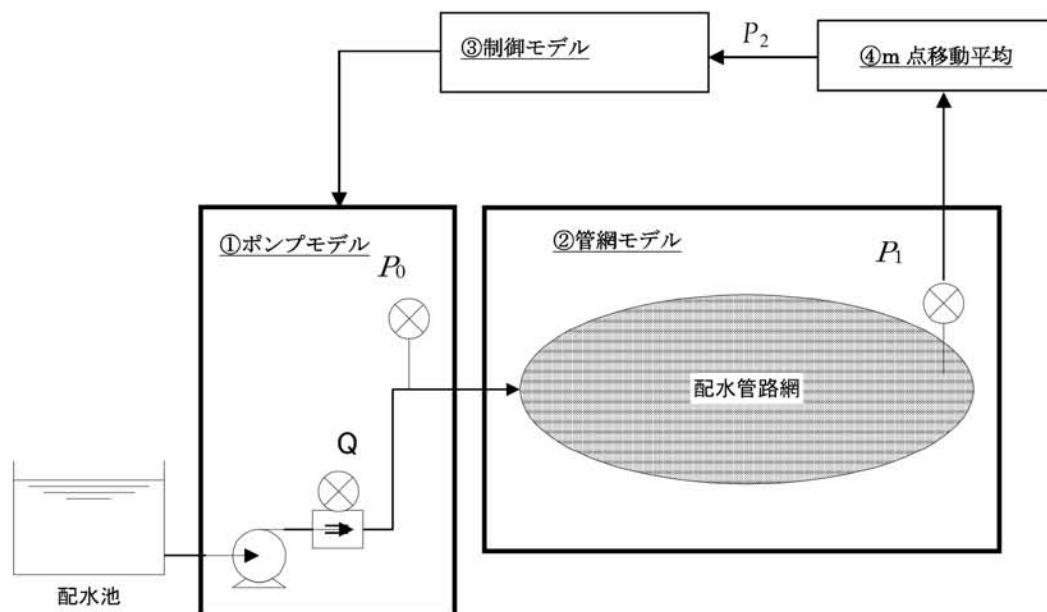 ③制御モデル
P2
④m 点移動平均
①ポンプモデル
P0
②管網モデル
P1
配水管路網
Q
配水池